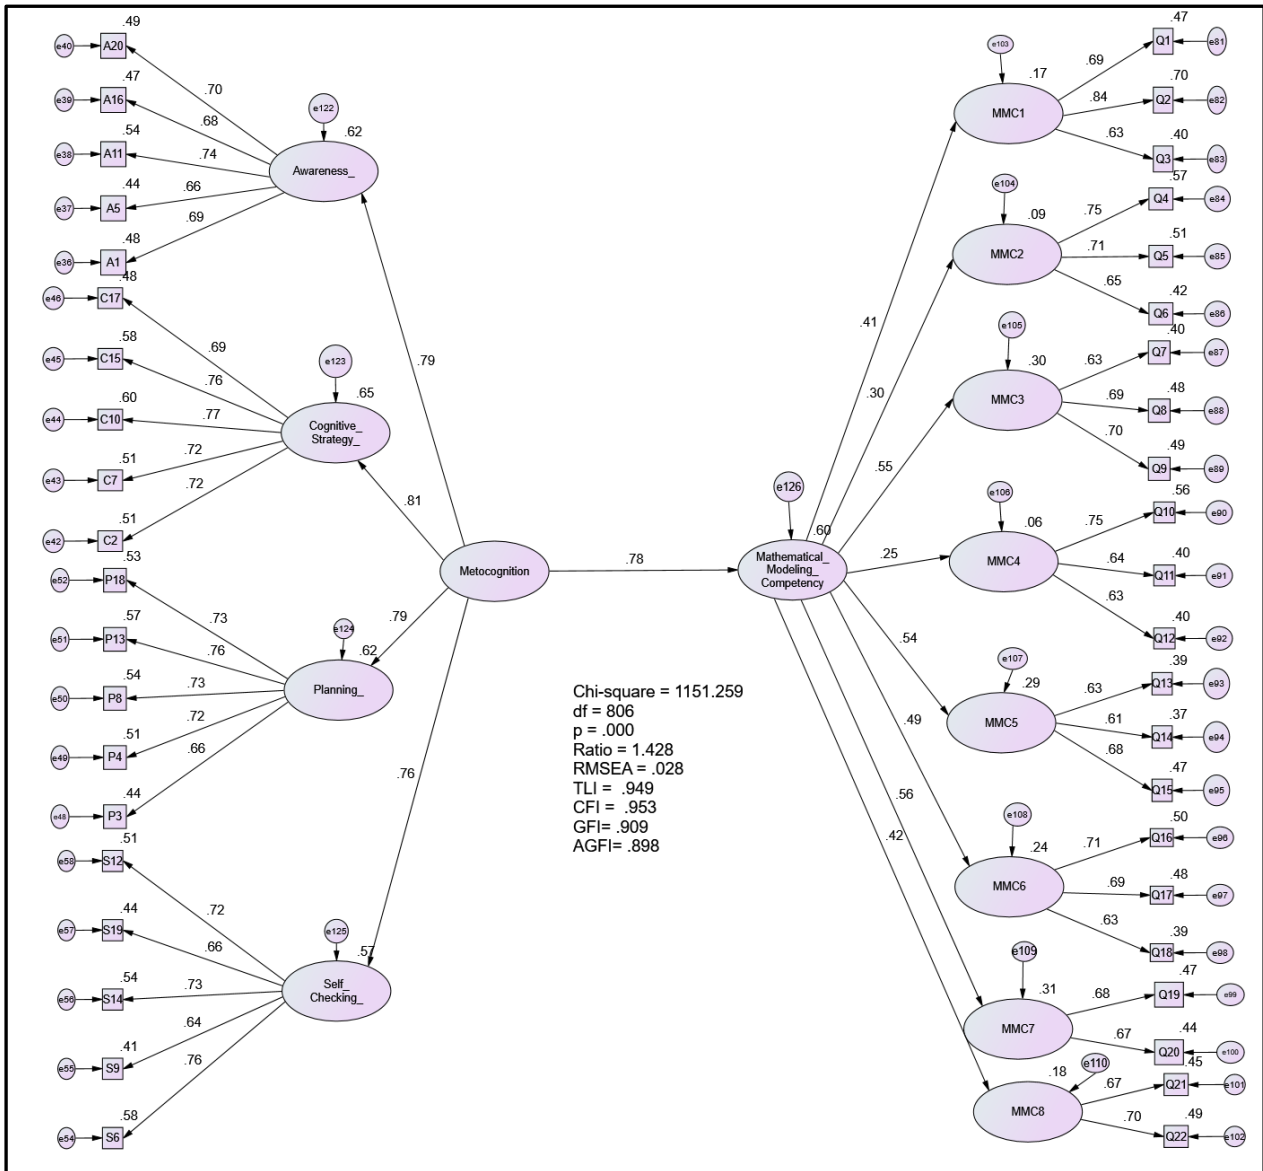 .49
e40 A20
.70
.47
e39 A16
.68
.54
e38 A11
.74
.44
e37 A5
.66
.48
e36 A1
.69
e122
.62
Awareness_
.48
e46 C17
.69
.58
e45 C15
.76
.60
e44 C10
.77
.51
e43 C7
.72
.51
e42 C2
.72
e123
.65
Cognitive_
Strategy_
.53
e52 P18
.73
.57
e51 P13
.76
.54
e50 P8
.73
.51
e49 P4
.72
.44
e48 P3
.66
e124
.62
Planning_
.51
e58 S12
.72
.44
e57 S19
.66
.54
e56 S14
.73
.41
e55 S9
.64
.58
e54 S6
.76
e125
.57
Self_
Checking_
.79
.81
.79
.76
Metocognition
.78
e126
.60
Mathematical_
Modeling_
Competency
Chi-square = 1151.259
df = 806
p = .000
Ratio = 1.428
RMSEA = .028
TLI = .949
CFI = .953
GFI= .909
AGFI= .898
.41
.30
.55
.25
.54
.49
.56
.42
e103
.17
MMC1
.47
.69 Q1 e81
.70
.84 Q2 e82
.40
.63 Q3 e83
e104
.09
MMC2
.57
.75 Q4 e84
.51
.71 Q5 e85
.42
.65 Q6 e86
e105
.30
MMC3
.40
.63 Q7 e87
.48
.69 Q8 e88
.49
.70 Q9 e89
e106
.06
MMC4
.56
.75 Q10 e90
.40
.64 Q11 e91
.40
.63 Q12 e92
e107
.29
MMC5
.39
.63 Q13 e93
.37
.61 Q14 e94
.47
.68 Q15 e95
e108
.24
MMC6
.50
.71 Q16 e96
.48
.69 Q17 e97
.39
.63 Q18 e98
e109
.31
MMC7
.47
.68 Q19 e99
.44
.67 Q20 e100
e110
.18
MMC8
.45
.67 Q21 e101
.49
.70 Q22 e102